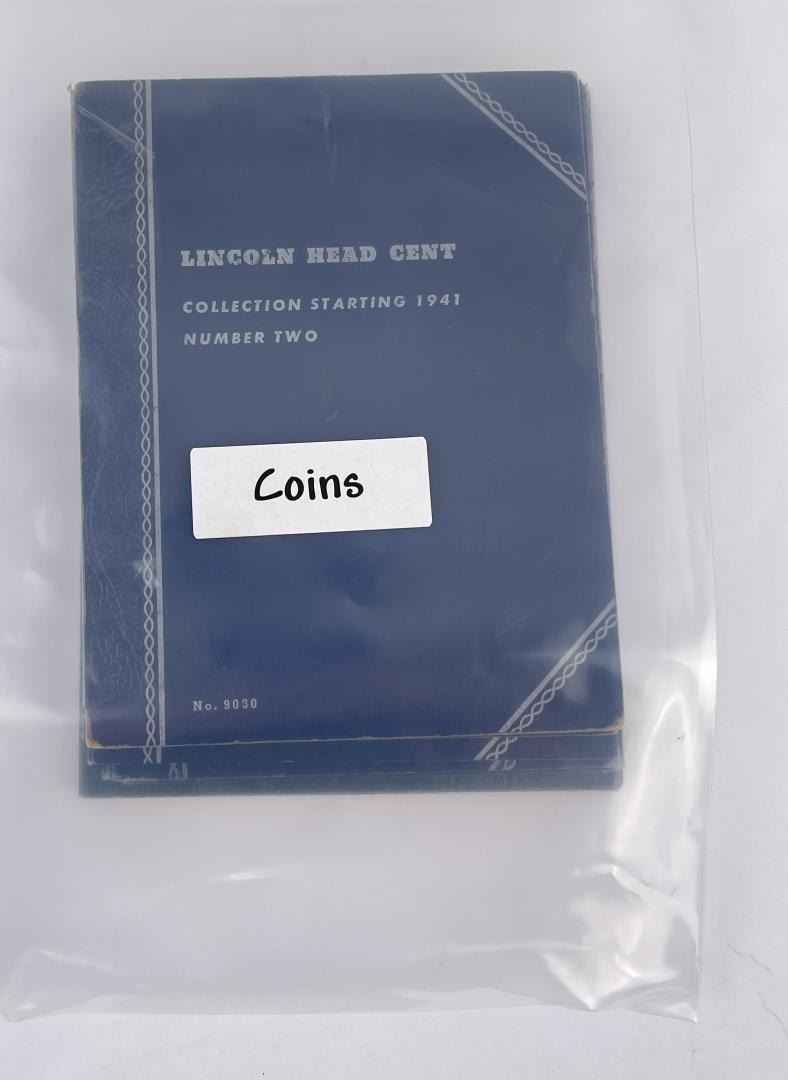 LINCOLN HEAD CENT
COLLECTION STARTING 1941
NUMBER TWO
Coins
No. 9030